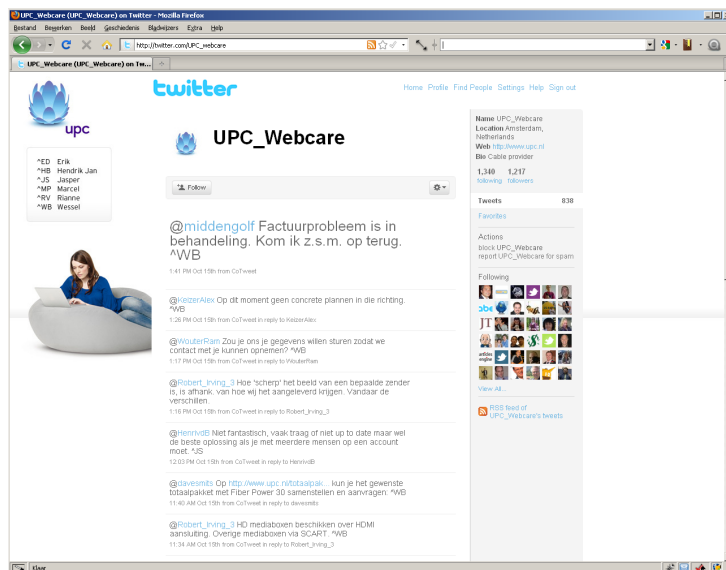 UPC_Webcare (UPC_Webcare) on Twitter - Mozilla Firefox
Bestand Bewerken Beeld Geschiedenis Bladwijzers Extra Help
http://twitter.com/UPC_webcare
UPC_Webcare (UPC_Webcare) on Tw...
upc
^ED Erik
^HB Hendrik Jan
^JS Jasper
^MP Marcel
^RV Rianne
^WB Wessel
twitter
Home Profile Find People Settings Help Sign out
UPC_Webcare
Follow
@middengolf Factuurprobleem is in
behandeling. Kom ik z.s.m. op terug.
^WB
1:41 PM Oct 15th from CoTweet
@KeizerAlex Op dit moment geen concrete plannen in die richting.
^WB
1:26 PM Oct 15th from CoTweet in reply to KeizerAlex
@WouterRam Zou je ons je gegevens willen sturen zodat we
contact met je kunnen opnemen? ^WB
1:17 PM Oct 15th from CoTweet in reply to WouterRam
@Robert_Irving_3 Hoe 'scherp' het beeld van een bepaalde zender
is, is afhank. van hoe wij het aangeleverd krijgen. Vandaar de
verschillen.
1:16 PM Oct 15th from CoTweet in reply to Robert_Irving_3
@HenrivdB Niet fantastisch, vaak traag of niet up to date maar wel
de beste oplossing als je met meerdere mensen op een account
moet. ^JS
12:03 PM Oct 15th from CoTweet in reply to HenrivdB
@davesmits Op http://www.upc.nl/totaalpak... kun je het gewenste
totaalpakket met Fiber Power 30 samenstellen en aanvragen: ^WB
11:40 AM Oct 15th from CoTweet in reply to davesmits
@Robert_Irving_3 HD mediaboxen beschikken over HDMI
aansluiting. Overige mediaboxen via SCART. ^WB
11:34 AM Oct 15th from CoTweet in reply to Robert_Irving_3
Name UPC_Webcare
Location Amsterdam,
Netherlands
Web http://www.upc.nl
Bio Cable provider
1,340 1,217
following followers
Tweets 838
Favorites
Actions
block UPC_Webcare
report UPC_Webcare for spam
Following
abc
JT
articles
engine
View All...
RSS feed of
UPC_Webcare's tweets
Klaar